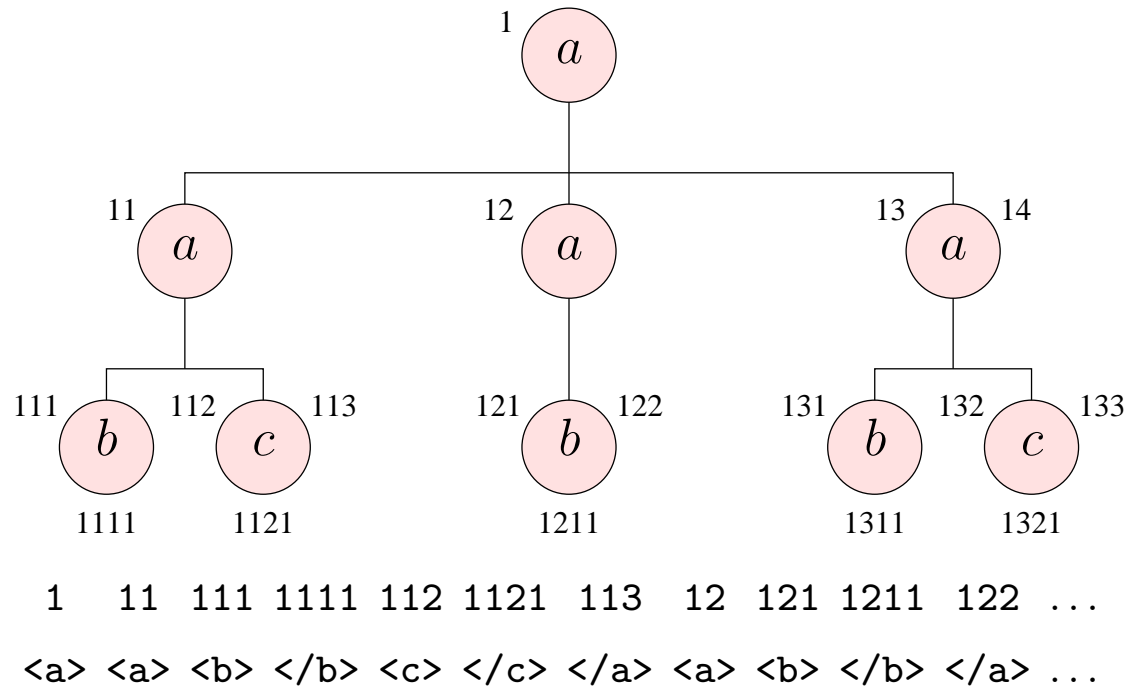 1 a
11 12 13 14
a a a
111 112 113 121 122 131 132 133
b c b b c
1111 1121 1211 1311 1321
1 11 111 1111 112 1121 113 12 121 1211 122 ...
<a> <a> <b> </b> <c> </c> </a> <a> <b> </b> </a> ...